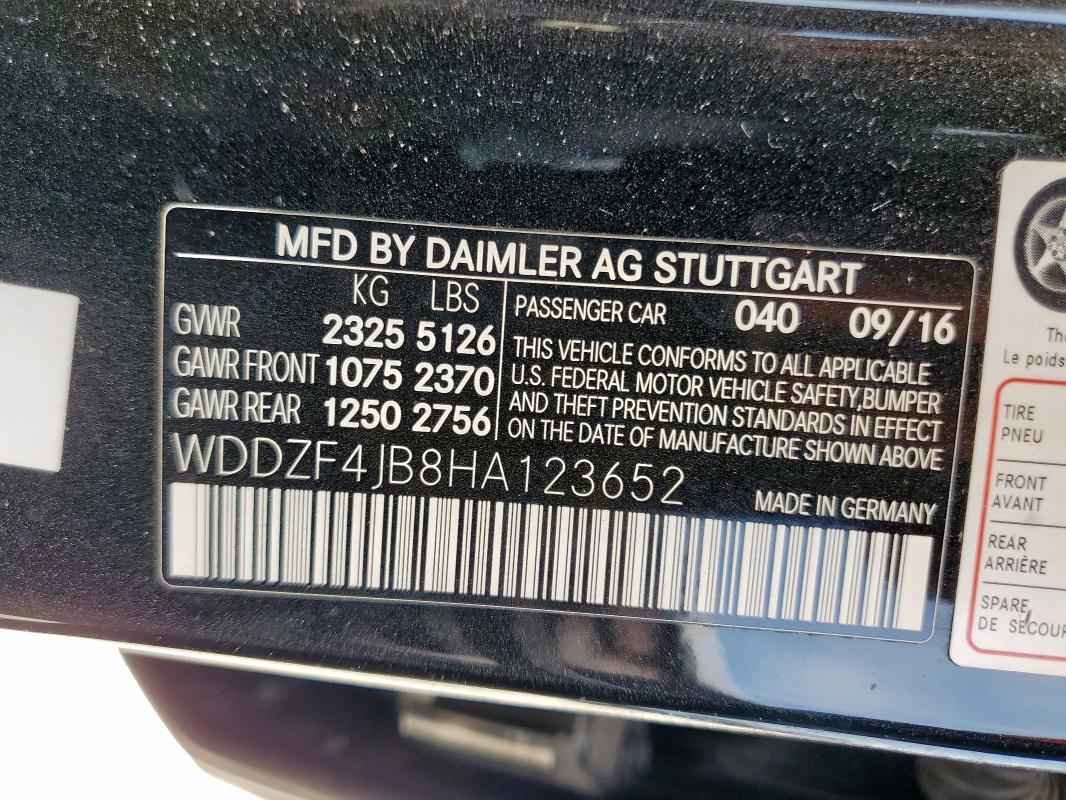 MFD BY DAIMLER AG STUTTGART
KG LBS
GVWR 2325 5126
GAWR FRONT 1075 2370
GAWR REAR 1250 2756
PASSENGER CAR 040 09/16
THIS VEHICLE CONFORMS TO ALL APPLICABLE
U.S. FEDERAL MOTOR VEHICLE SAFETY,BUMPER
AND THEFT PREVENTION STANDARDS IN EFFECT
ON THE DATE OF MANUFACTURE SHOWN ABOVE
WDDZF4JB8HA123652
MADE IN GERMANY
Le poids
TIRE
PNEU
FRONT
AVANT
REAR
ARRIÈRE
SPARE
DE